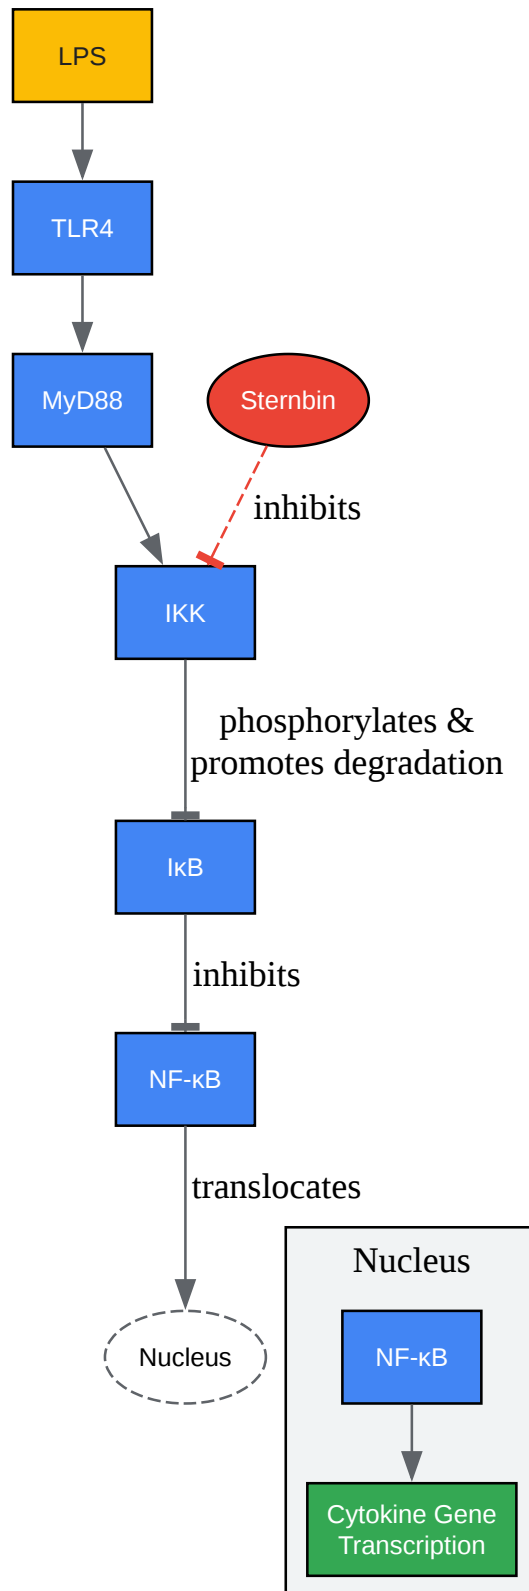 LPS
TLR4
MyD88
Sternbin
inhibits
IKK
phosphorylates &
promotes degradation
IκB
inhibits
NF-κB
translocates
Nucleus
Nucleus
NF-κB
Cytokine Gene
Transcription